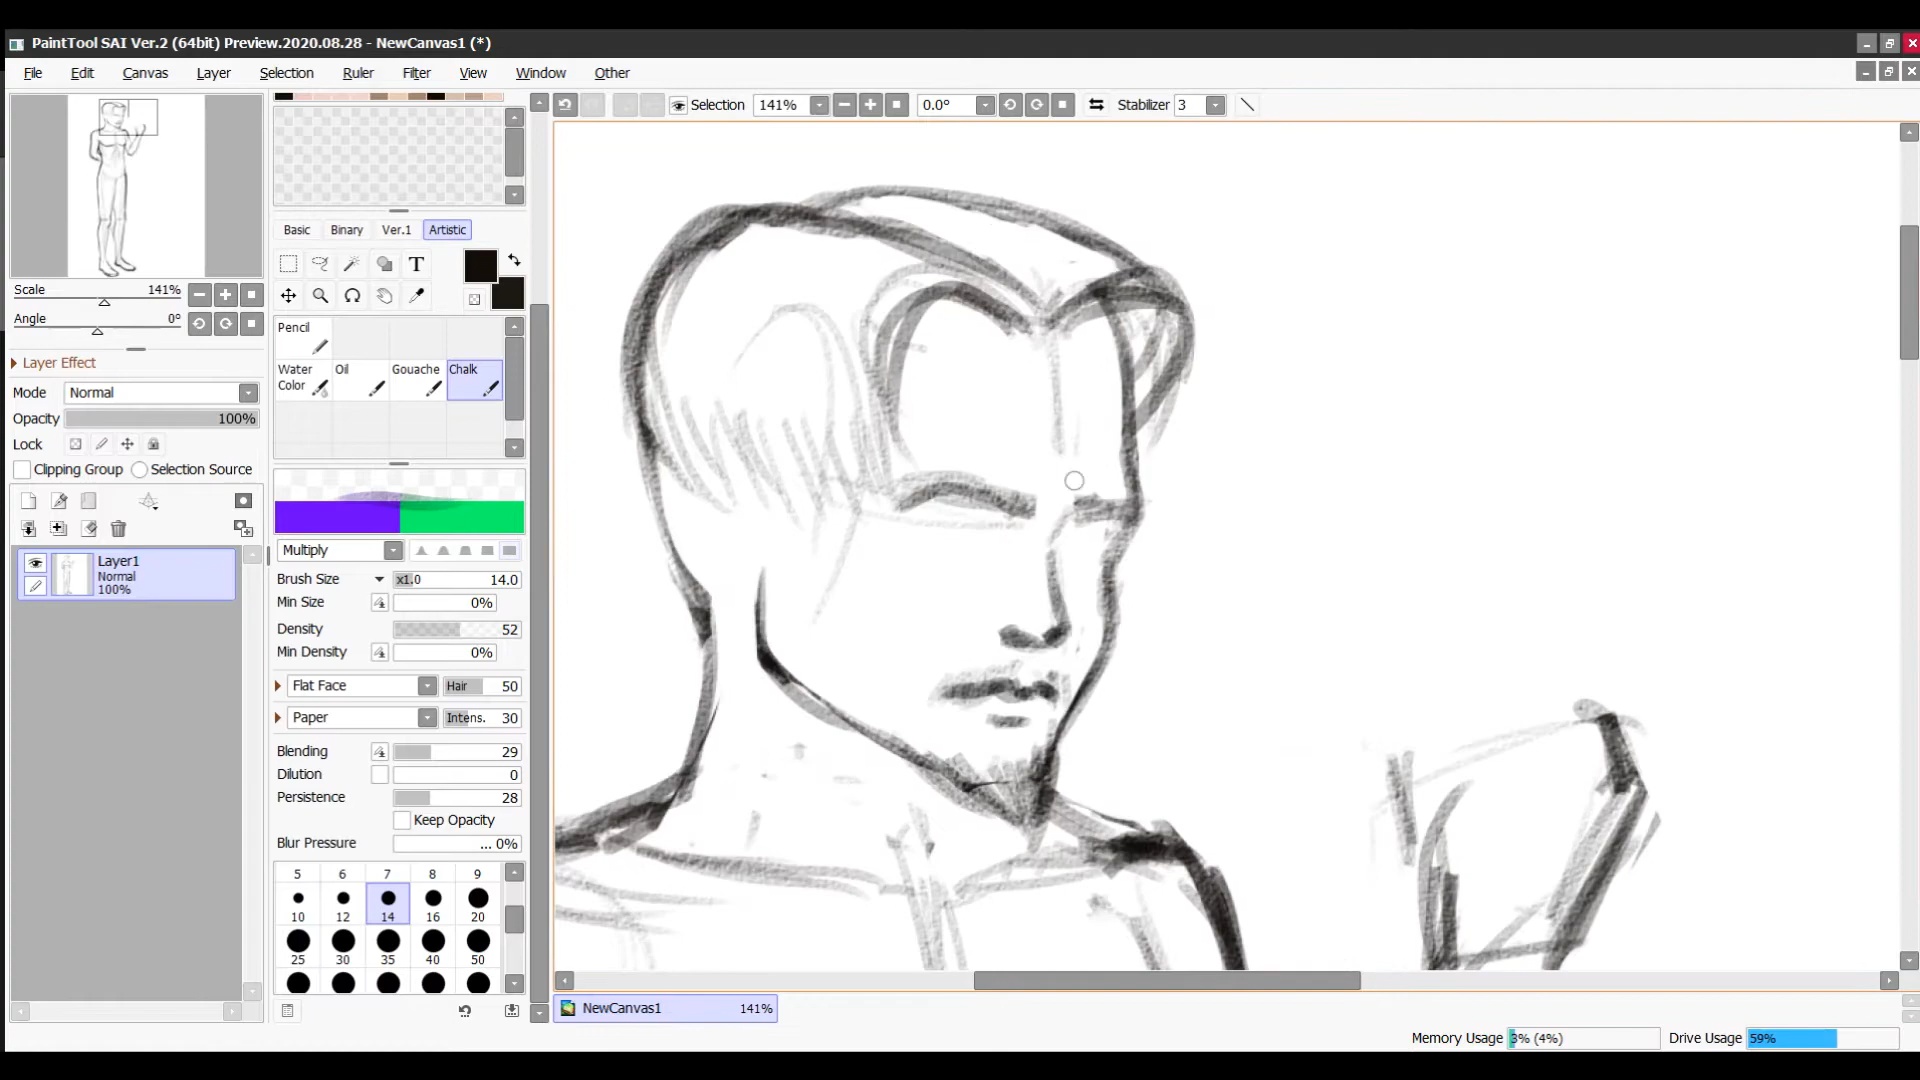 PaintTool SAI Ver.2 (64bit) Preview.2020.08.28 - NewCanvas1 (*)
File Edit Canvas Layer Selection Ruler Filter View Window Other
Selection 141% 0.0° Stabilizer 3
Basic Binary Ver.1 Artistic
T
Scale 141%
Angle 0°
Layer Effect
Mode Normal
Opacity 100%
Lock
Clipping Group Selection Source
Layer1
Normal
100%
Pencil
Water Color Oil Gouache Chalk
Multiply
Brush Size x1.0 14.0
Min Size 0%
Density 52
Min Density 0%
Flat Face Hair 50
Paper Intens. 30
Blending 29
Dilution 0
Persistence 28
Keep Opacity
Blur Pressure ... 0%
5 6 7 8 9
10 12 14 16 20
25 30 35 40 50
NewCanvas1 141%
Memory Usage 3% (4%) Drive Usage 59%